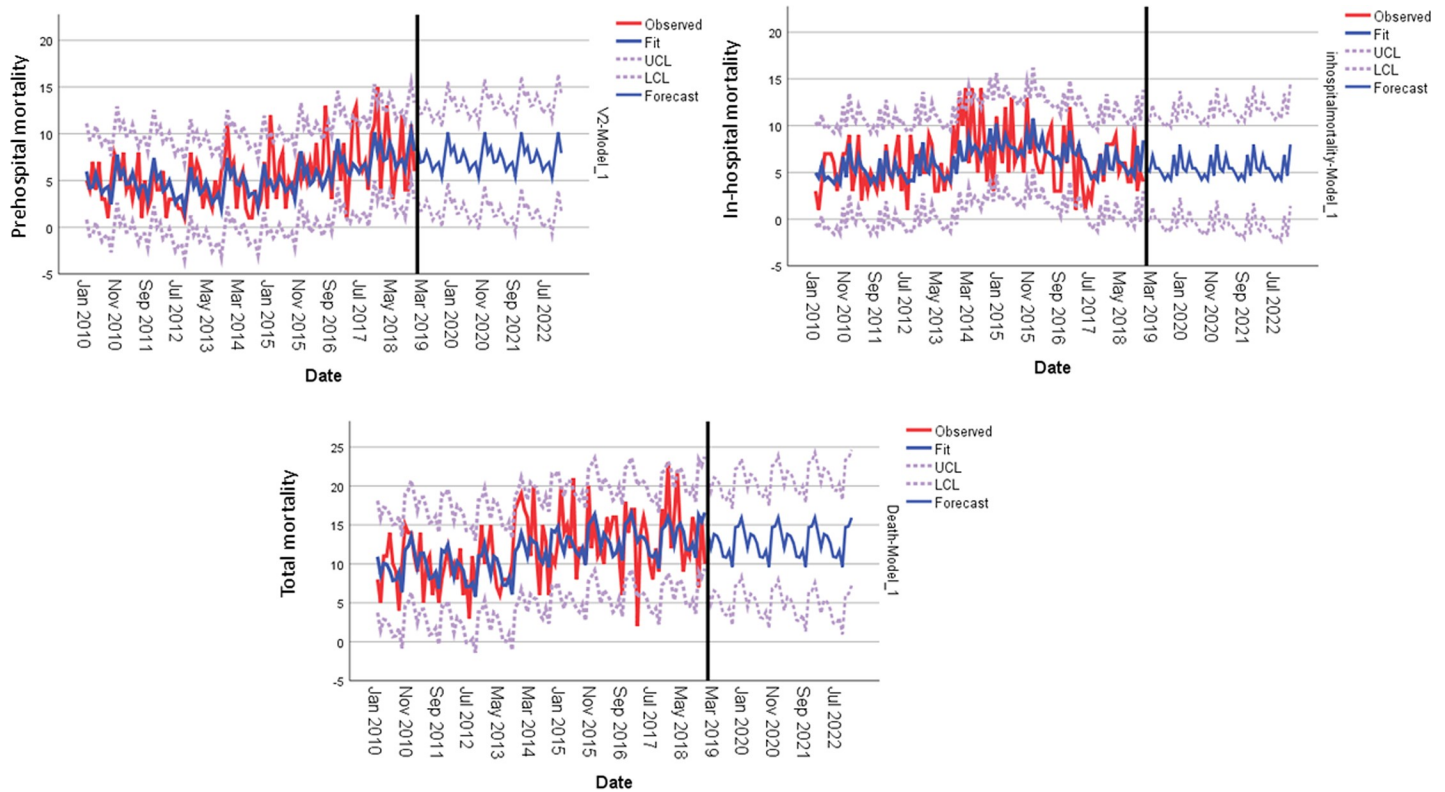 Prehospital mortality
20
15
10
5
0
-5
Jan 2010
Nov 2010
Sep 2011
Jul 2012
May 2013
Mar 2014
Jan 2015
Nov 2015
Sep 2016
Jul 2017
May 2018
Mar 2019
Jan 2020
Nov 2020
Sep 2021
Jul 2022
Date
Observed
Fit
UCL
LCL
Forecast
V2-Model_1
In-hospital mortality
20
15
10
5
0
-5
Jan 2010
Nov 2010
Sep 2011
Jul 2012
May 2013
Mar 2014
Jan 2015
Nov 2015
Sep 2016
Jul 2017
May 2018
Mar 2019
Jan 2020
Nov 2020
Sep 2021
Jul 2022
Date
Observed
Fit
UCL
LCL
Forecast
inhospitalmortality-Model_1
Total mortality
25
20
15
10
5
0
-5
Jan 2010
Nov 2010
Sep 2011
Jul 2012
May 2013
Mar 2014
Jan 2015
Nov 2015
Sep 2016
Jul 2017
May 2018
Mar 2019
Jan 2020
Nov 2020
Sep 2021
Jul 2022
Date
Observed
Fit
UCL
LCL
Forecast
Death-Model_1